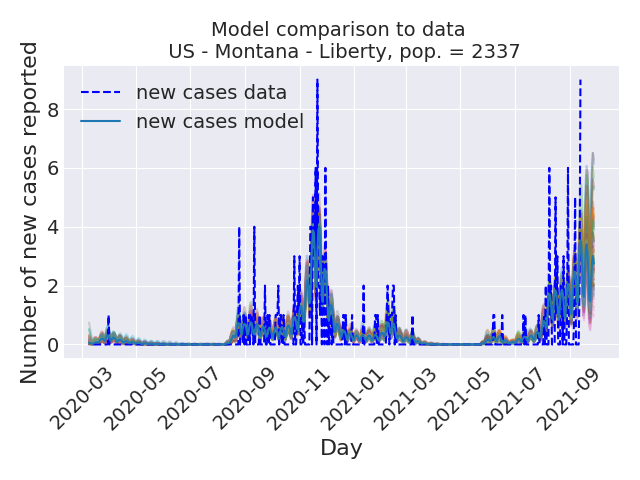 Model comparison to data
US - Montana - Liberty, pop. = 2337
Number of new cases reported
8
6
4
2
0
new cases data
new cases model
2020-03
2020-05
2020-07
2020-09
2020-11
2021-01
2021-03
2021-05
2021-07
2021-09
Day